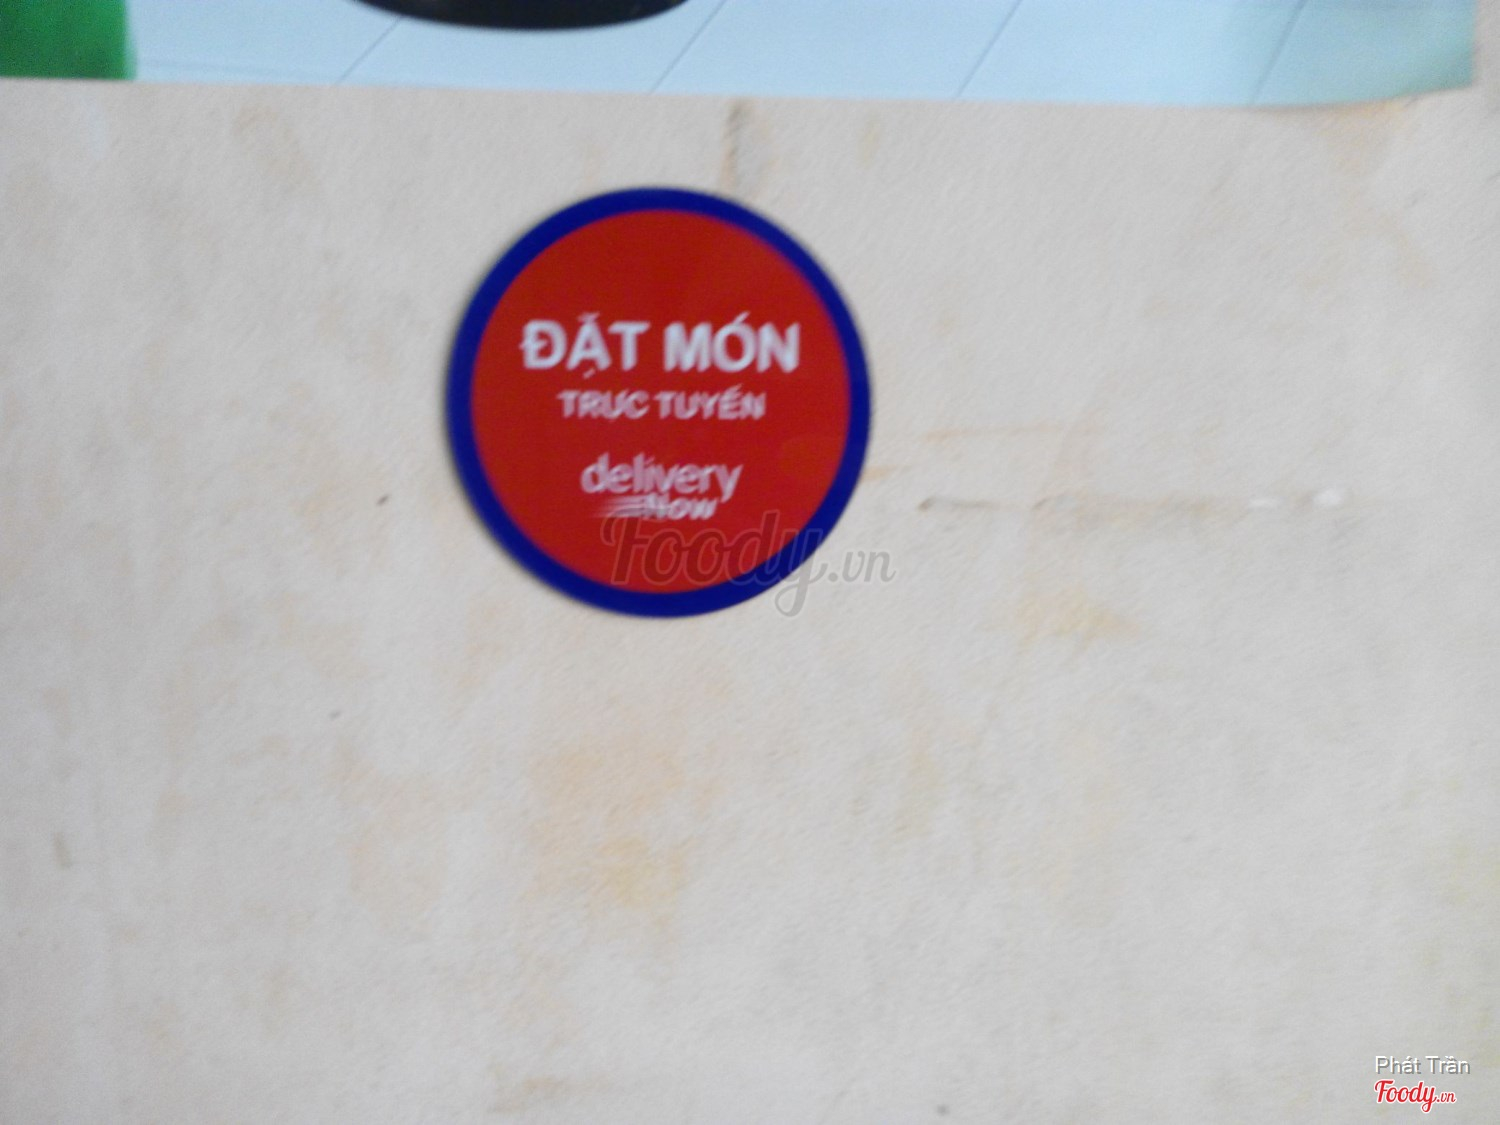 ĐẶT MÓN
TRỰC TUYẾN
delivery
Now
Foody.vn
Phát Trần
Foody.vn